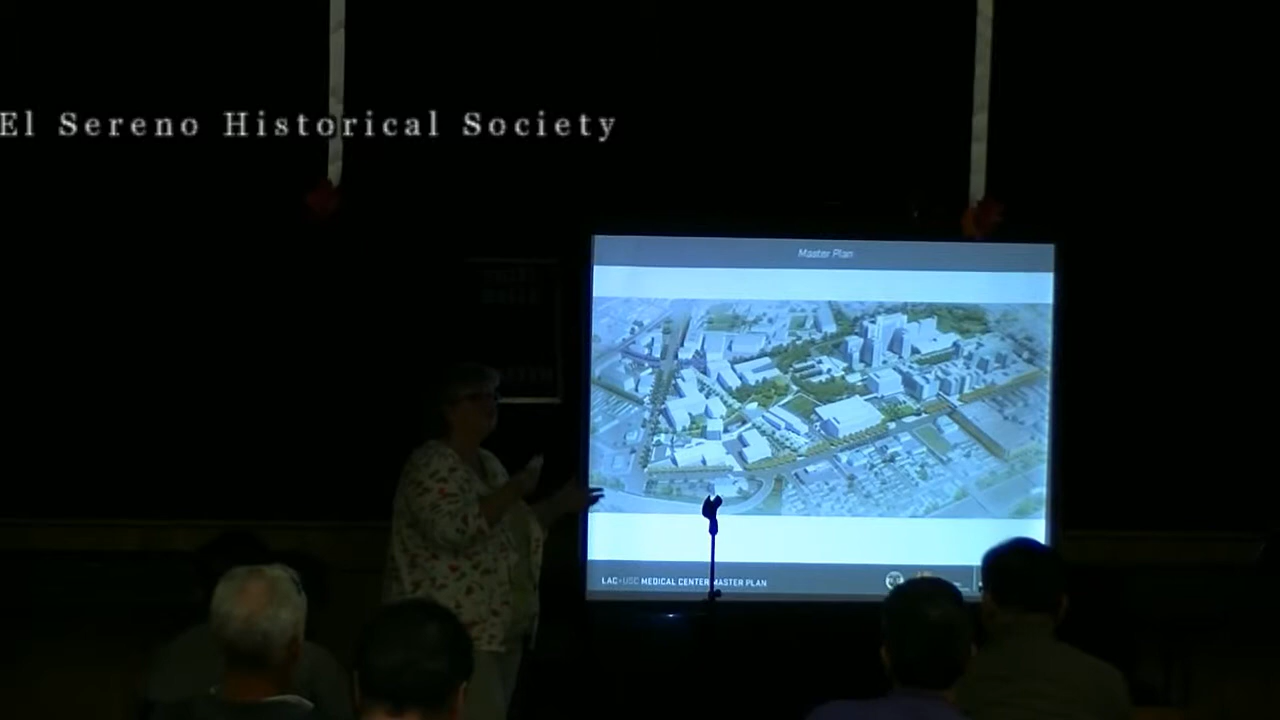 El Sereno Historical Society
Master Plan
LAC+USC MEDICAL CENTER MASTER PLAN